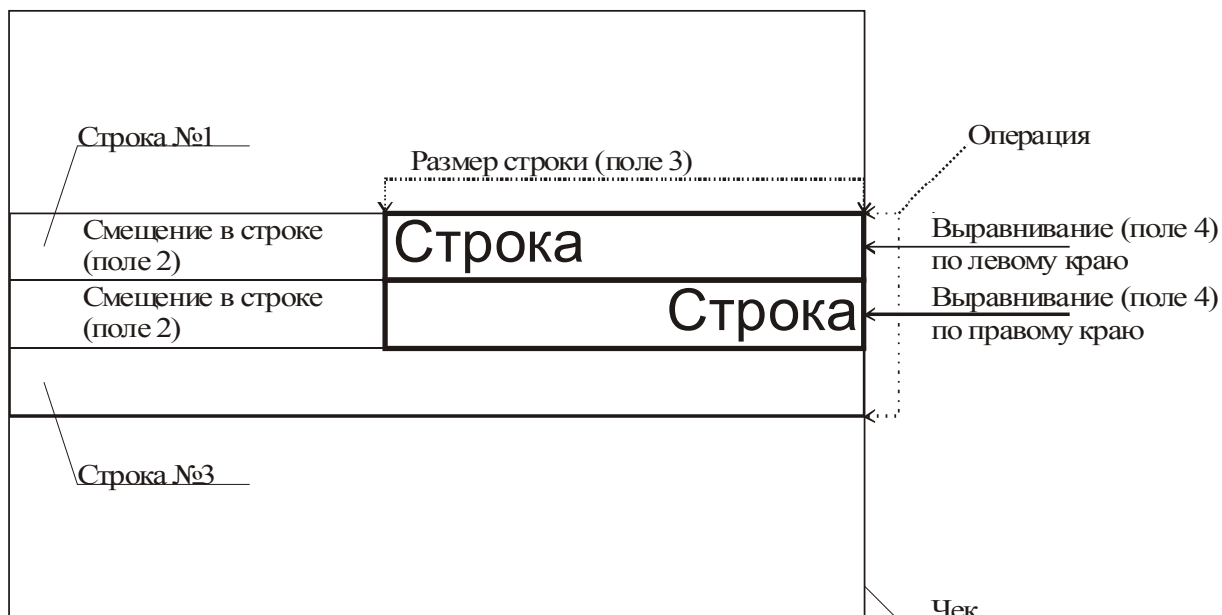 Строка №1
Операция
Размер строки (поле 3)
Смещение в строке
(поле 2)
Строка
Выравнивание (поле 4)
по левому краю
Смещение в строке
(поле 2)
Строка
Выравнивание (поле 4)
по правому краю
Строка №3
Чек